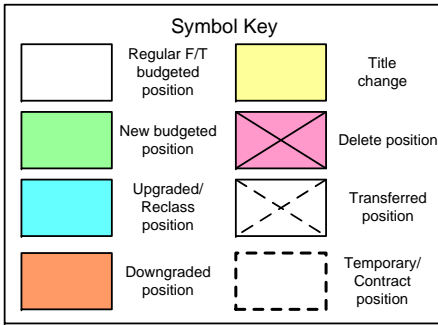 Symbol Key
Regular F/T
budgeted
position
Title
change
New budgeted
position
Delete position
Upgraded/
Reclass
position
Transferred
position
Downgraded
position
Temporary/
Contract
position